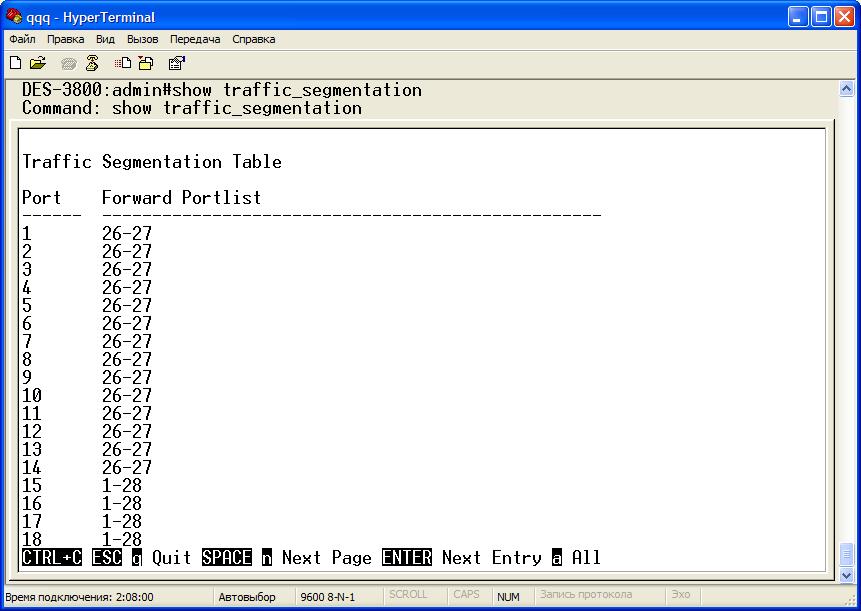 qqq - HyperTerminal
Файл Правка Вид Вызов Передача Справка
DES-3800:admin#show traffic_segmentation
Command: show traffic_segmentation
Traffic Segmentation Table
Port Forward Portlist
------ --------------------------------------------------
1 26-27
2 26-27
3 26-27
4 26-27
5 26-27
6 26-27
7 26-27
8 26-27
9 26-27
10 26-27
11 26-27
12 26-27
13 26-27
14 26-27
15 1-28
16 1-28
17 1-28
18 1-28
CTRL+C ESC q Quit SPACE n Next Page ENTER Next Entry a All
Время подключения: 2:08:00 Автовыбор 9600 8-N-1 SCROLL CAPS NUM Запись протокола Эхо